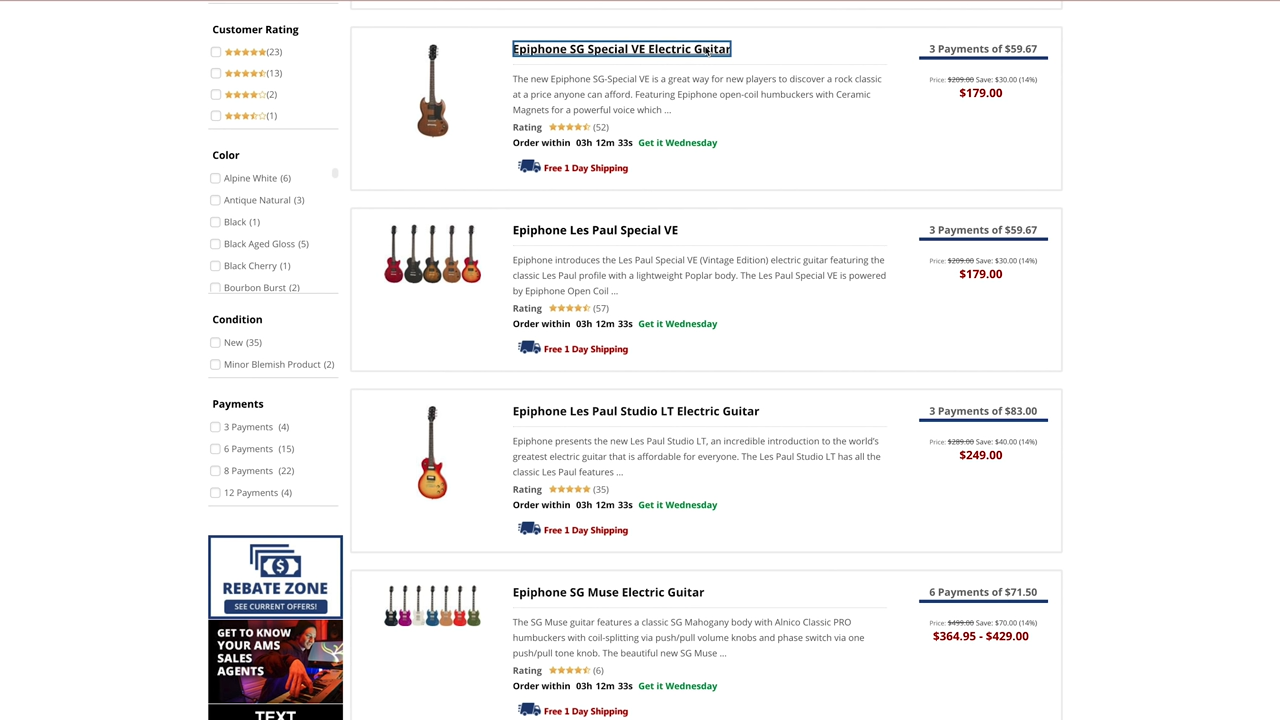 Customer Rating
(23)
(13)
(2)
(1)
Color
Alpine White (6)
Antique Natural (3)
Black (1)
Black Aged Gloss (5)
Black Cherry (1)
Bourbon Burst (2)
Condition
New (35)
Minor Blemish Product (2)
Payments
3 Payments (4)
6 Payments (15)
8 Payments (22)
12 Payments (4)
$
REBATE ZONE
SEE CURRENT OFFERS!
GET TO KNOW
YOUR AMS
SALES
AGENTS
TEXT
Epiphone SG Special VE Electric Guitar
The new Epiphone SG-Special VE is a great way for new players to discover a rock classic
at a price anyone can afford. Featuring Epiphone open-coil humbuckers with Ceramic
Magnets for a powerful voice which ...
Rating (52)
Order within 03h 12m 33s Get it Wednesday
Free 1 Day Shipping
3 Payments of $59.67
Price: $209.00 Save: $30.00 (14%)
$179.00
Epiphone Les Paul Special VE
Epiphone introduces the Les Paul Special VE (Vintage Edition) electric guitar featuring the
classic Les Paul profile with a lightweight Poplar body. The Les Paul Special VE is powered
by Epiphone Open Coil ...
Rating (57)
Order within 03h 12m 33s Get it Wednesday
Free 1 Day Shipping
3 Payments of $59.67
Price: $209.00 Save: $30.00 (14%)
$179.00
Epiphone Les Paul Studio LT Electric Guitar
Epiphone presents the new Les Paul Studio LT, an incredible introduction to the world's
greatest electric guitar that is affordable for everyone. The Les Paul Studio LT has all the
classic Les Paul features ...
Rating (35)
Order within 03h 12m 33s Get it Wednesday
Free 1 Day Shipping
3 Payments of $83.00
Price: $289.00 Save: $40.00 (14%)
$249.00
Epiphone SG Muse Electric Guitar
The SG Muse guitar features a classic SG Mahogany body with Alnico Classic PRO
humbuckers with coil-splitting via push/pull volume knobs and phase switch via one
push/pull tone knob. The beautiful new SG Muse ...
Rating (6)
Order within 03h 12m 33s Get it Wednesday
Free 1 Day Shipping
6 Payments of $71.50
Price: $499.00 Save: $70.00 (14%)
$364.95 - $429.00